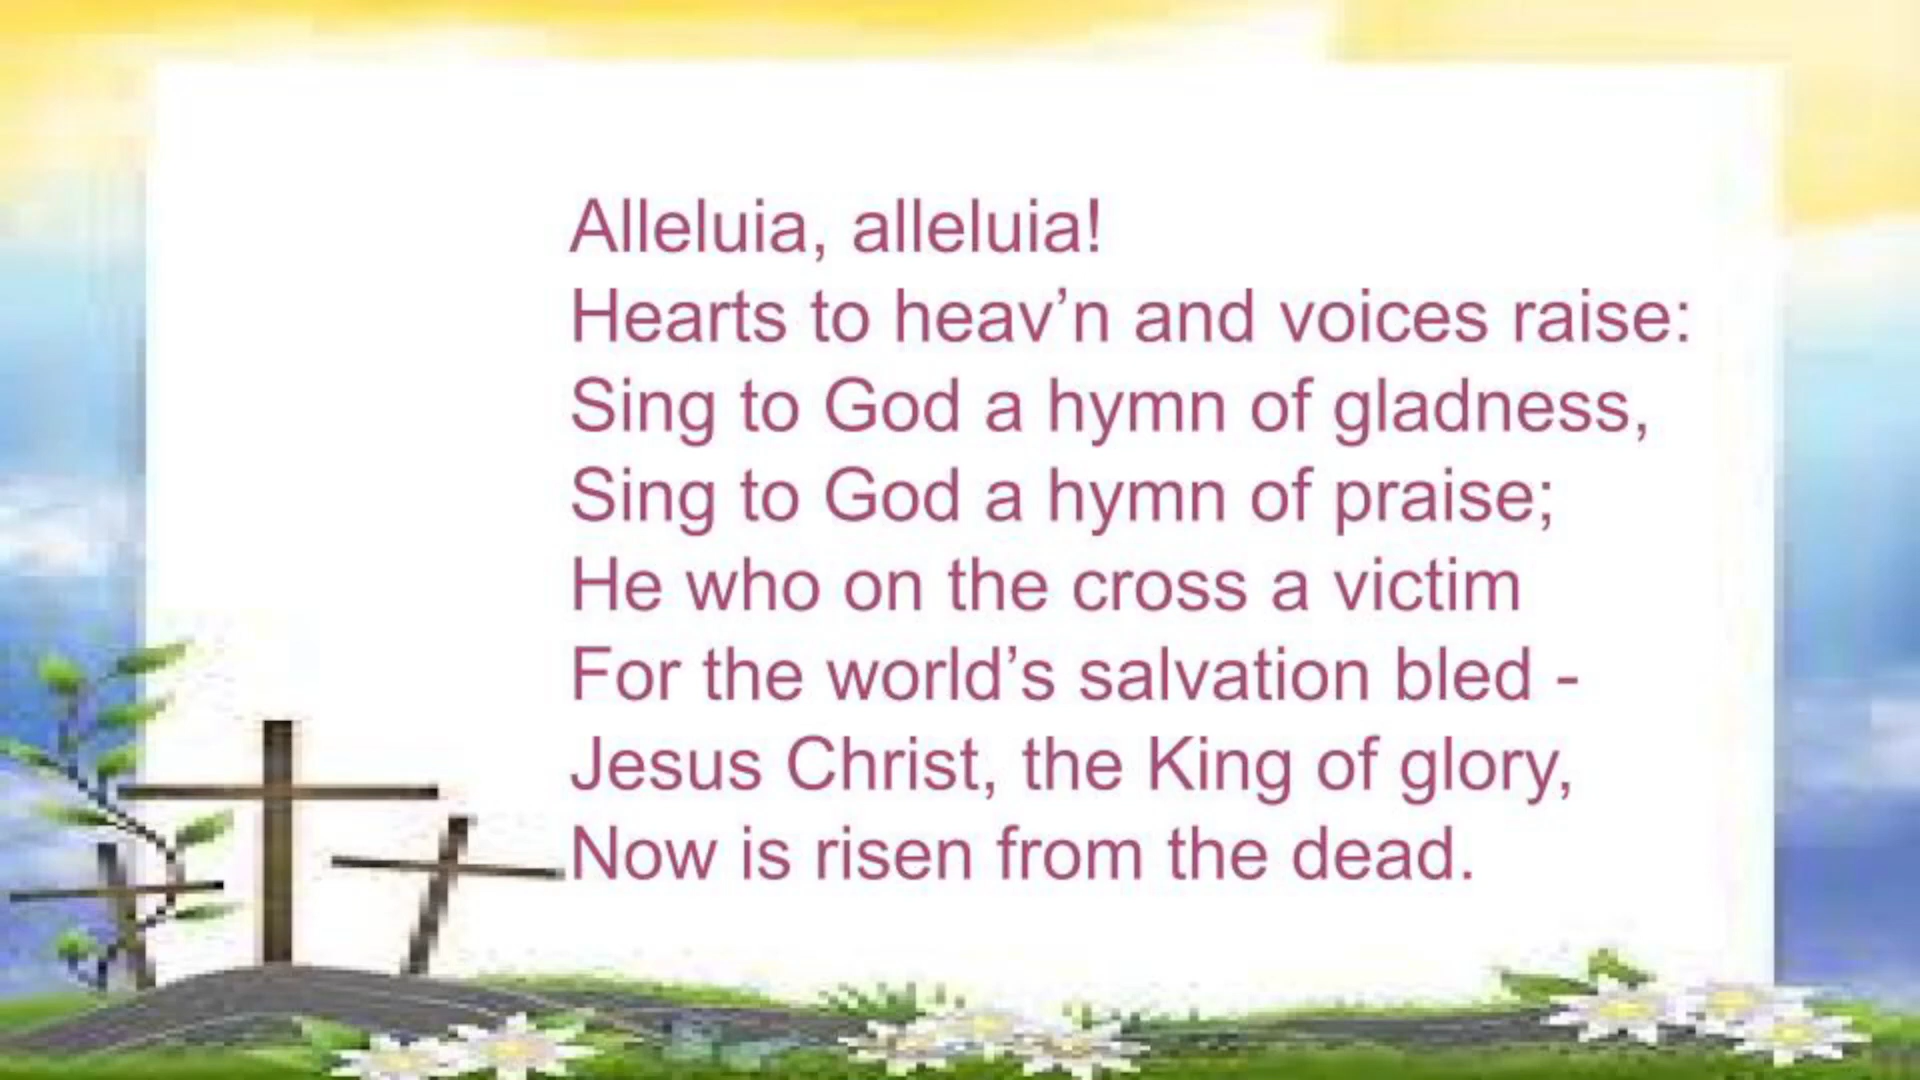 Alleluia, alleluia!
Hearts to heav’n and voices raise:
Sing to God a hymn of gladness,
Sing to God a hymn of praise;
He who on the cross a victim
For the world’s salvation bled -
Jesus Christ, the King of glory,
Now is risen from the dead.